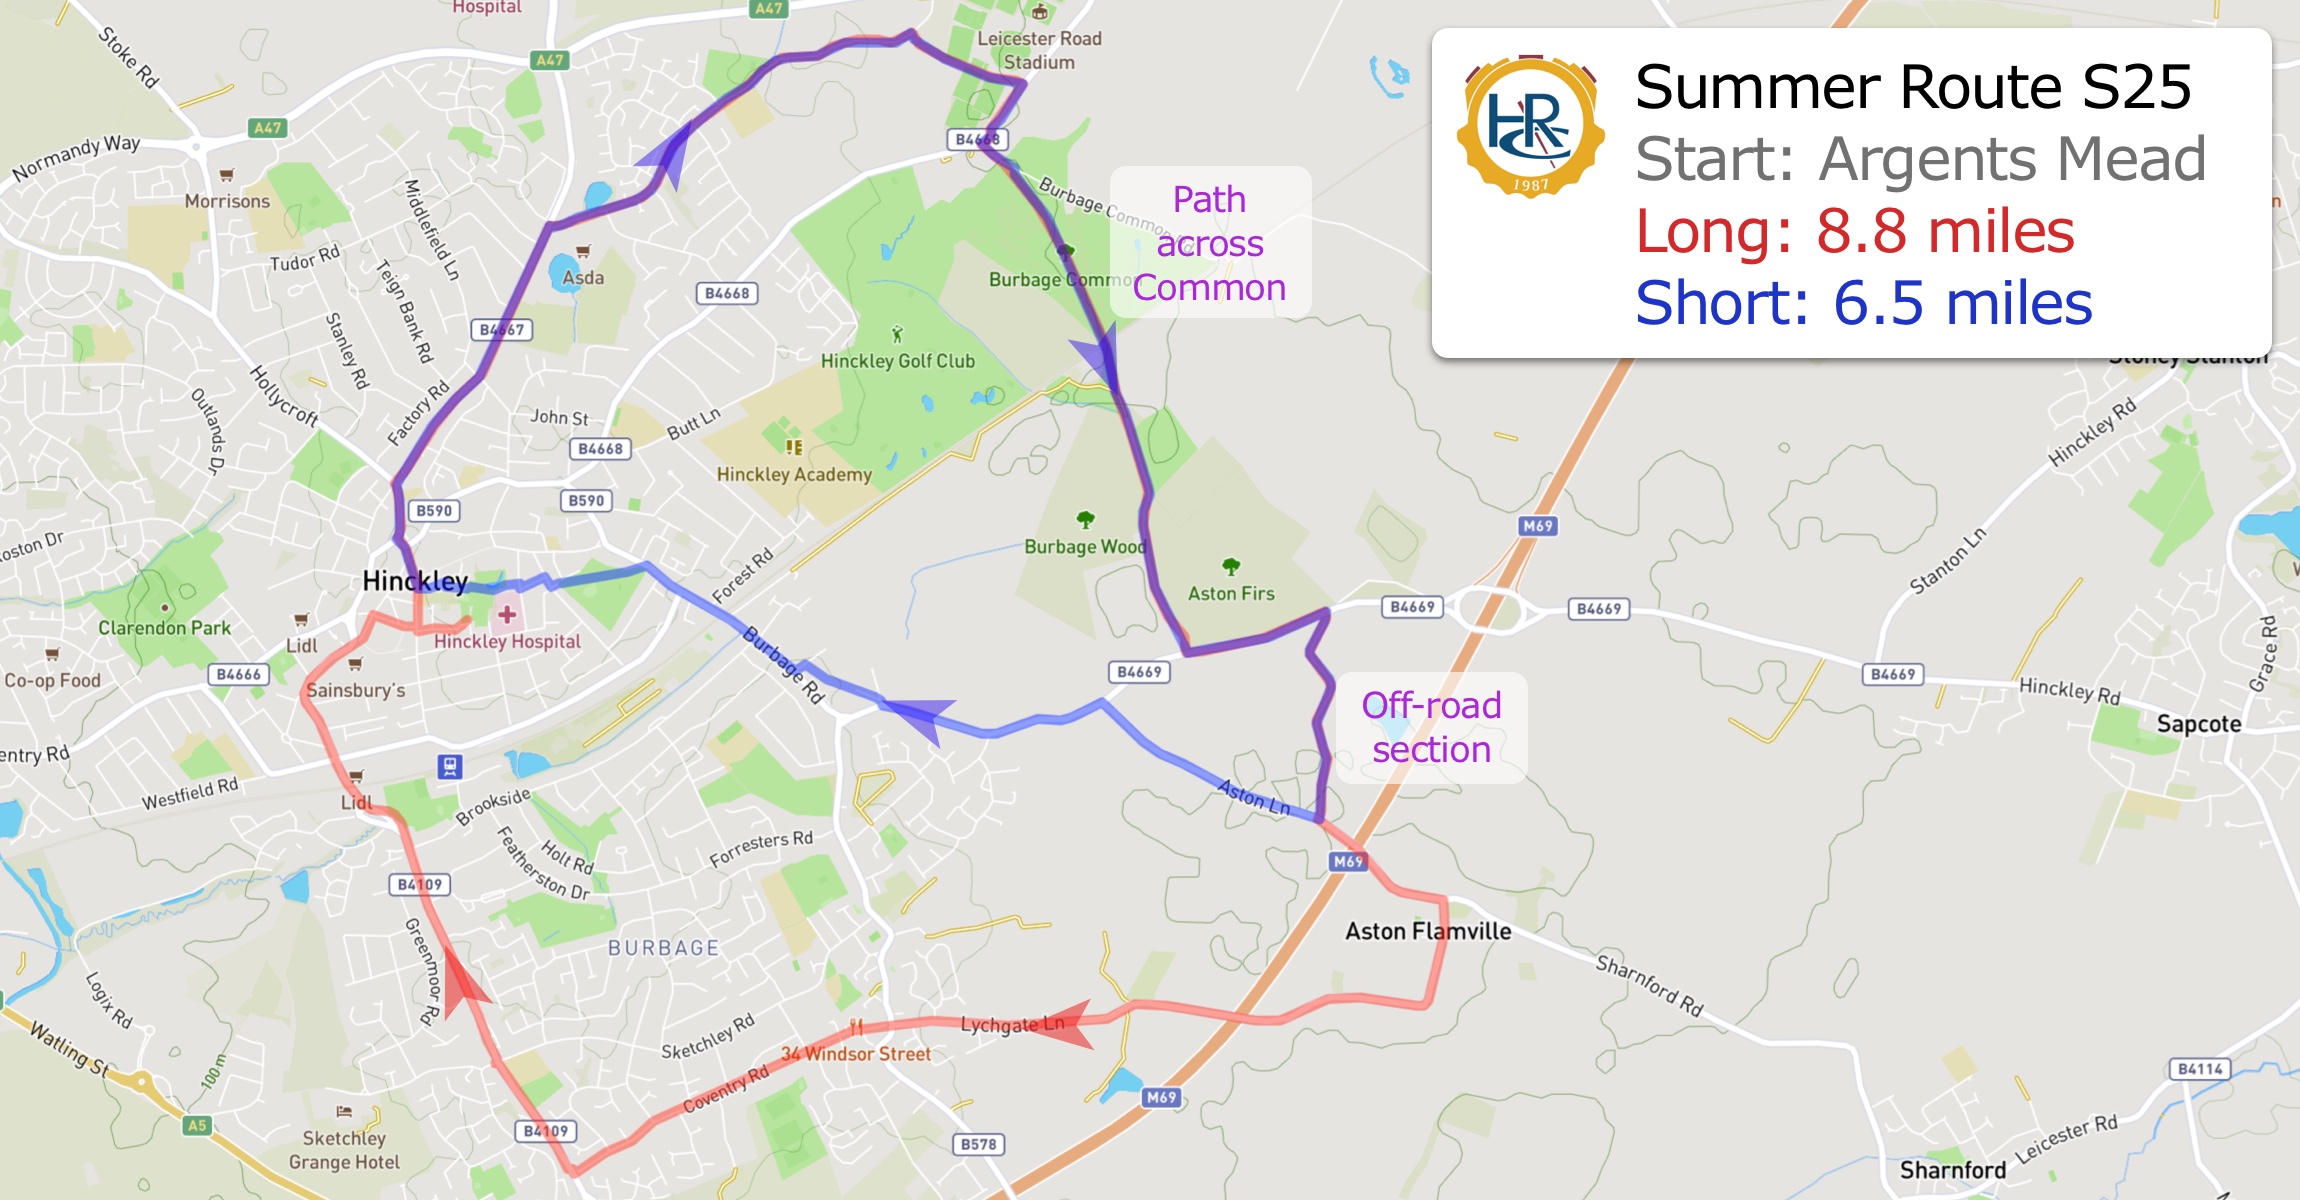 Summer Route S25
Start: Argents Mead
Long: 8.8 miles
Short: 6.5 miles
HRC
1987
Path
across
Common
Off-road
section
Hospital
A47
Leicester Road
Stadium
Stoke Rd
A47
A47
Normandy Way
B4668
Morrisons
Middlefield Ln
Burbage Common Rd
Tudor Rd
Teign Bank Rd
Asda
Burbage Common
B4668
B4667
Stanley Rd
Hinckley Golf Club
Stoney Stanton
Hollycroft
Outlands Dr
Factory Rd
John St
Butt Ln
B4668
Hinckley Rd
Hinckley Academy
B590
B590
M69
Burbage Wood
Forest Rd
Stanton Ln
Hinckley
Aston Firs
B4669
B4669
Clarendon Park
Lidl
Hinckley Hospital
Burbage Rd
Grace Rd
B4666
Co-op Food
Sainsbury's
B4669
B4669
Hinckley Rd
Sapcote
entry Rd
Westfield Rd
Lidl
Brookside
Aston Ln
Forresters Rd
Holt Rd
Featherston Dr
M69
B4109
Greenmoor Rd
BURBAGE
Aston Flamville
Sharnford Rd
Logix Rd
Lychgate Ln
Sketchley Rd
34 Windsor Street
Watling St
100 m
Coventry Rd
M69
B4114
A5
Sketchley
Grange Hotel
B4109
B578
Leicester Rd
Sharnford